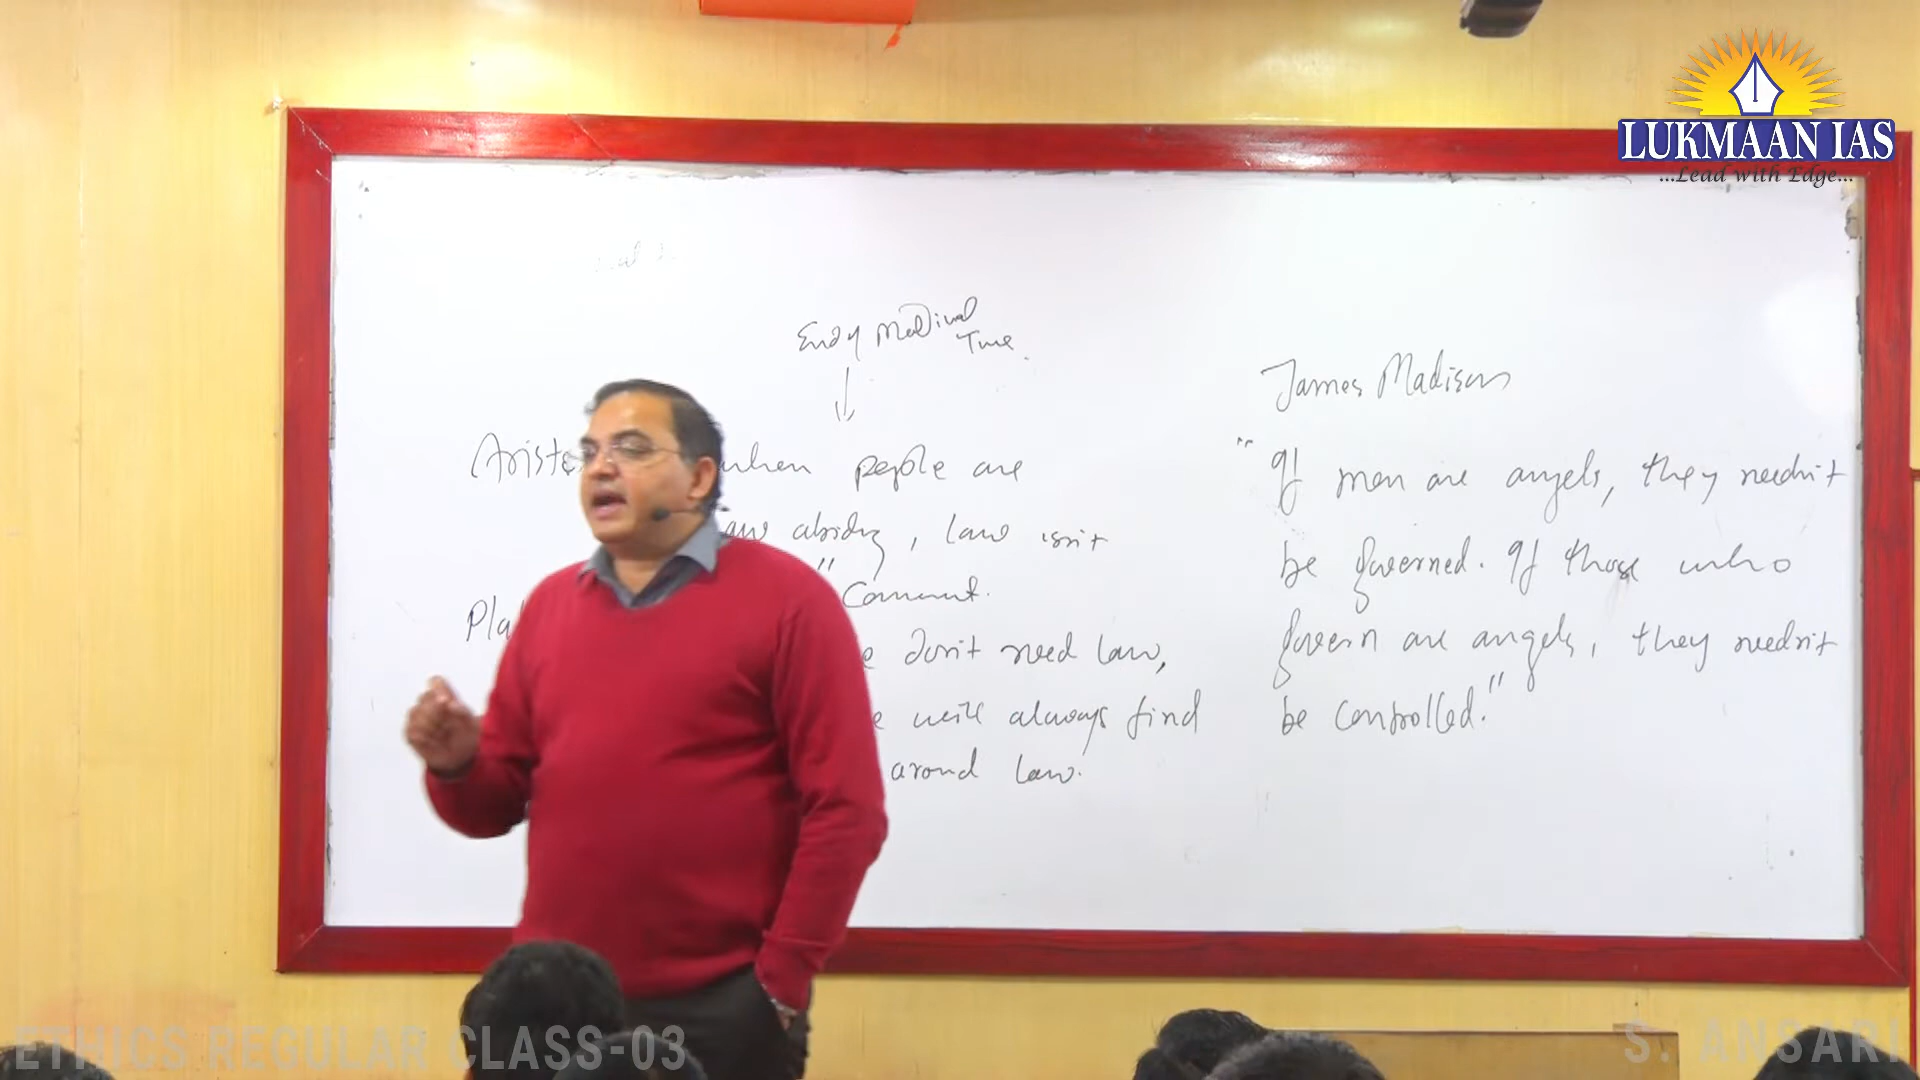 LUKMAAN IAS
...Lead with Edge...
End of Medival
Time
Aristo
when people are
law abiding, law isn't
"
Comment.
Pla
e don't need law,
e will always find
around law.
James Madison
"If men are angels, they needn't
be governed. If those who
govern are angels, they needn't
be controlled."
ETHICS REGULAR CLASS-03
S. ANSARI